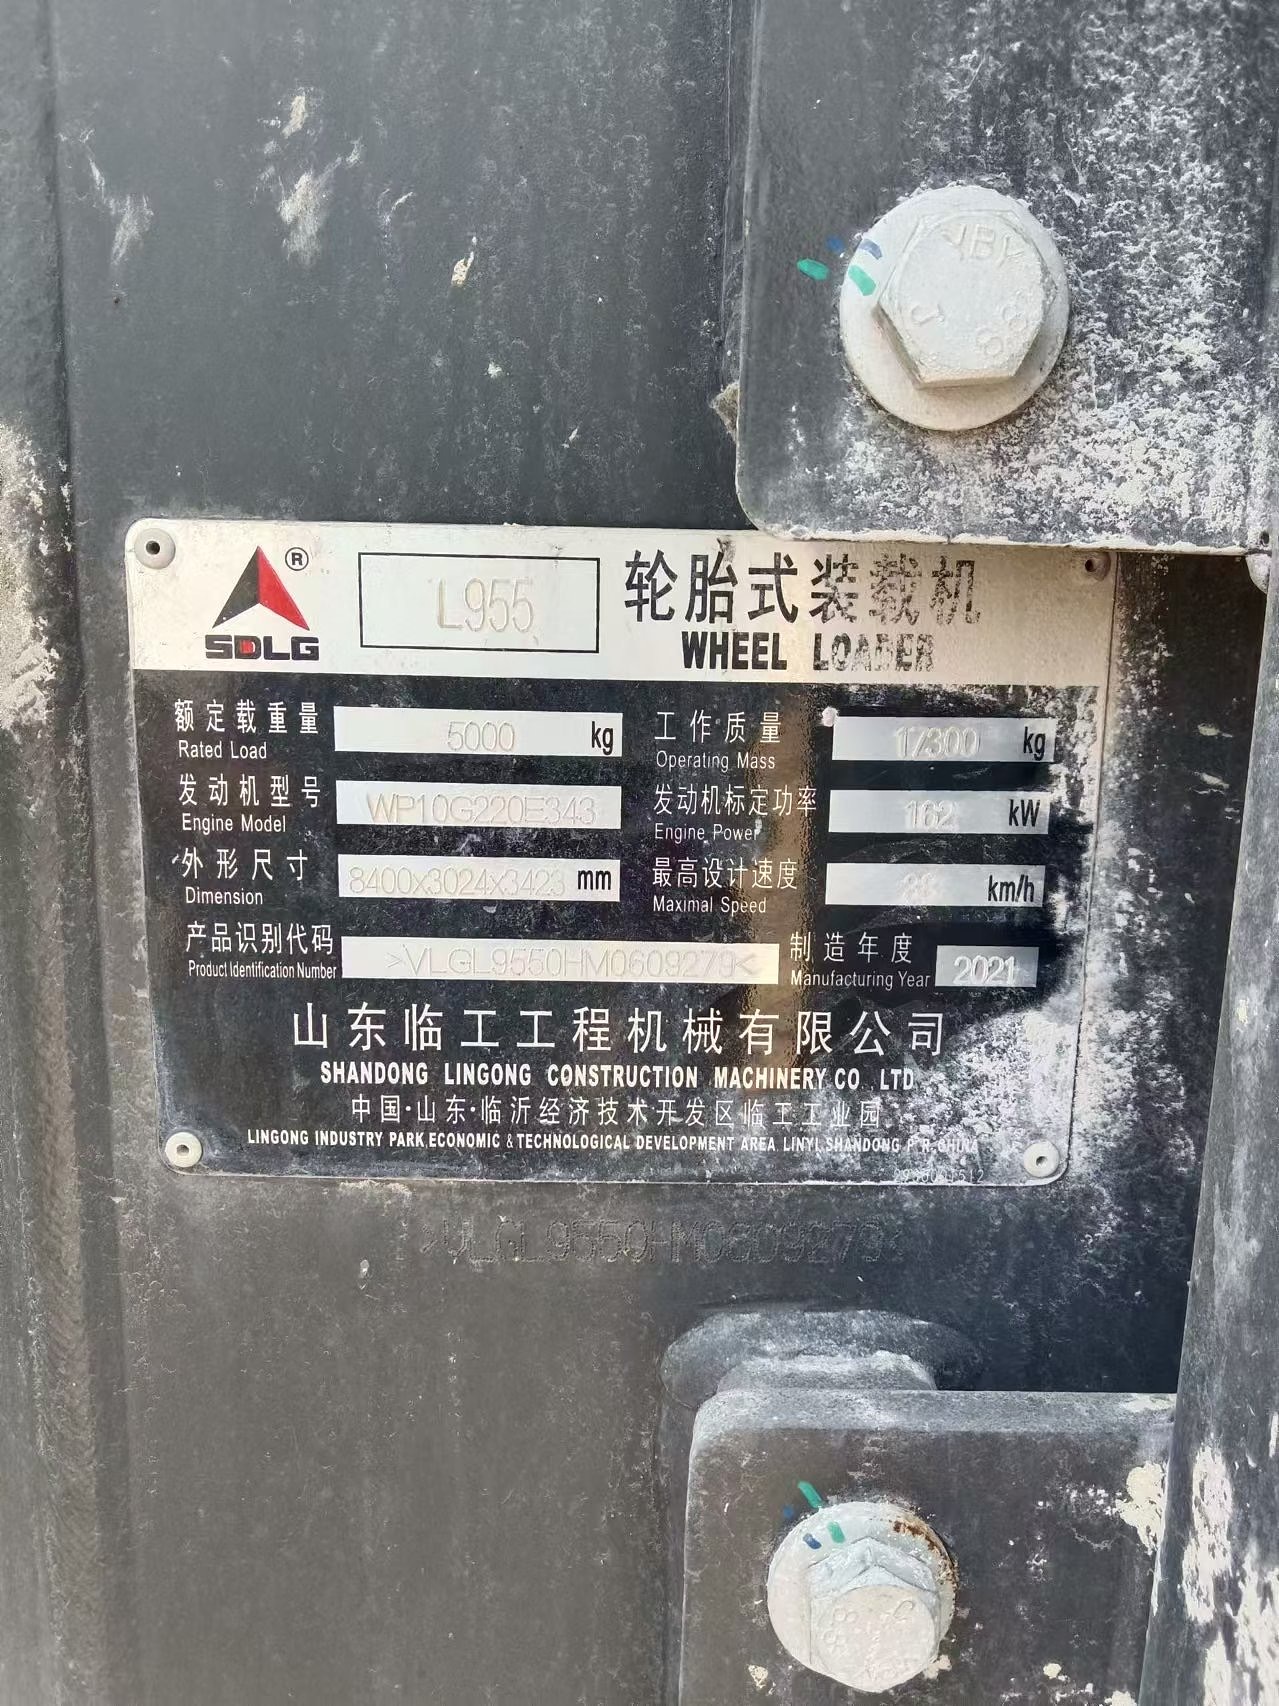 YBY
8.8
®
SDLG
L955
轮胎式装载机
WHEEL LOADER
额定载重量 5000 kg
Rated Load
工作质量 17300 kg
Operating Mass
发动机型号 WP10G220E343
Engine Model
发动机标定功率 162 kW
Engine Power
外形尺寸 8400x3024x3423 mm
Dimension
最高设计速度 km/h
Maximal Speed
产品识别代码 >VLGL9550HM0609279<
Product Identification Number
制造年度 2021
Manufacturing Year
山东临工工程机械有限公司
SHANDONG LINGONG CONSTRUCTION MACHINERY CO LTD
中国·山东·临沂经济技术开发区临工工业园
LINGONG INDUSTRY PARK ECONOMIC & TECHNOLOGICAL DEVELOPMENT AREA LINYI SHANDONG P.R.CHINA
>VLGL9550HM0609279<
8.8